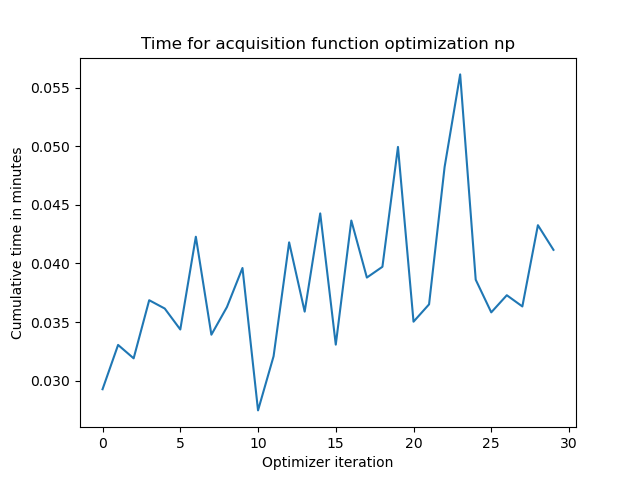 Time for acquisition function optimization np
Cumulative time in minutes
0.055
0.050
0.045
0.040
0.035
0.030
0 5 10 15 20 25 30
Optimizer iteration